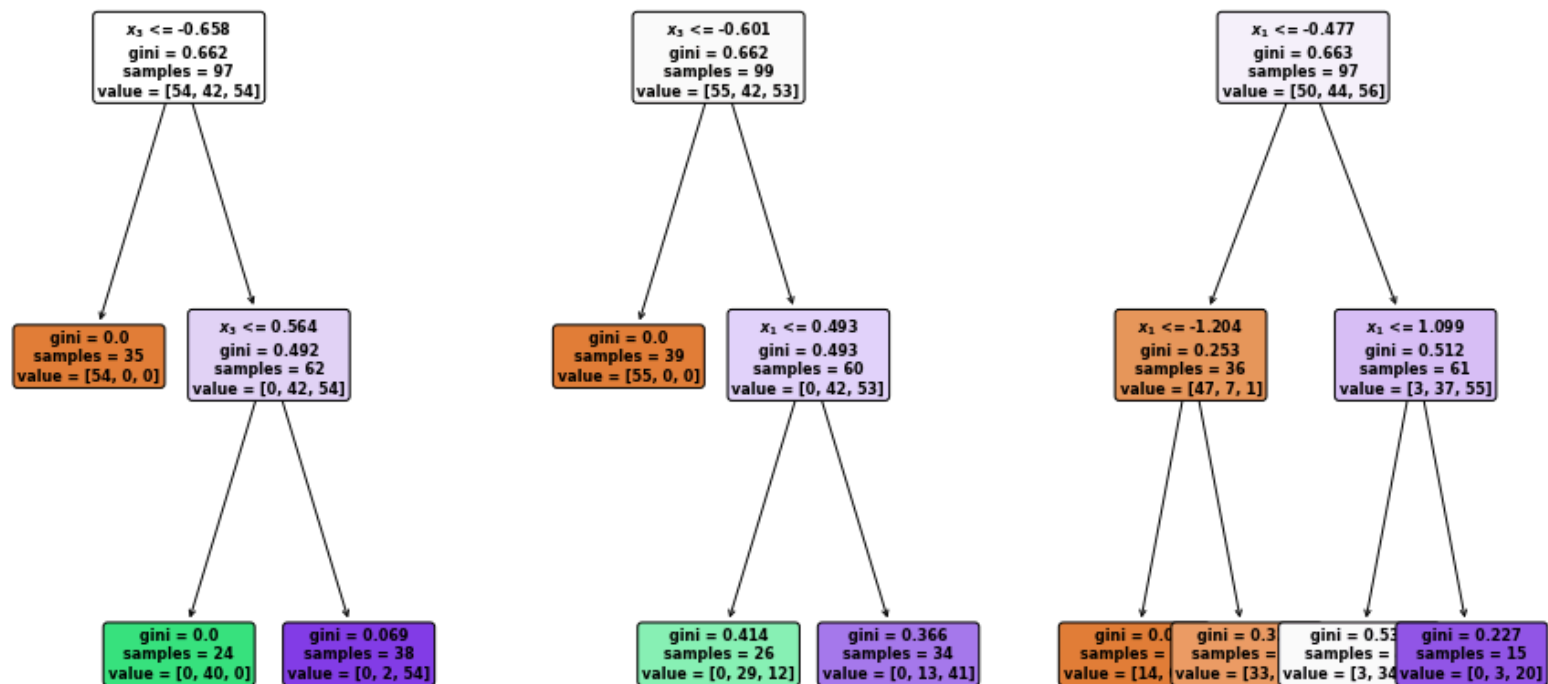 x₃ <= -0.658
gini = 0.662
samples = 97
value = [54, 42, 54]
gini = 0.0
samples = 35
value = [54, 0, 0]
x₃ <= 0.564
gini = 0.492
samples = 62
value = [0, 42, 54]
gini = 0.0
samples = 24
value = [0, 40, 0]
gini = 0.069
samples = 38
value = [0, 2, 54]
x₃ <= -0.601
gini = 0.662
samples = 99
value = [55, 42, 53]
gini = 0.0
samples = 39
value = [55, 0, 0]
x₁ <= 0.493
gini = 0.493
samples = 60
value = [0, 42, 53]
gini = 0.414
samples = 26
value = [0, 29, 12]
gini = 0.366
samples = 34
value = [0, 13, 41]
x₁ <= -0.477
gini = 0.663
samples = 97
value = [50, 44, 56]
x₁ <= -1.204
gini = 0.253
samples = 36
value = [47, 7, 1]
x₁ <= 1.099
gini = 0.512
samples = 61
value = [3, 37, 55]
gini = 0.0
samples =
value = [14,
gini = 0.3
samples =
value = [33,
gini = 0.53
samples =
value = [3, 34
gini = 0.227
samples = 15
value = [0, 3, 20]